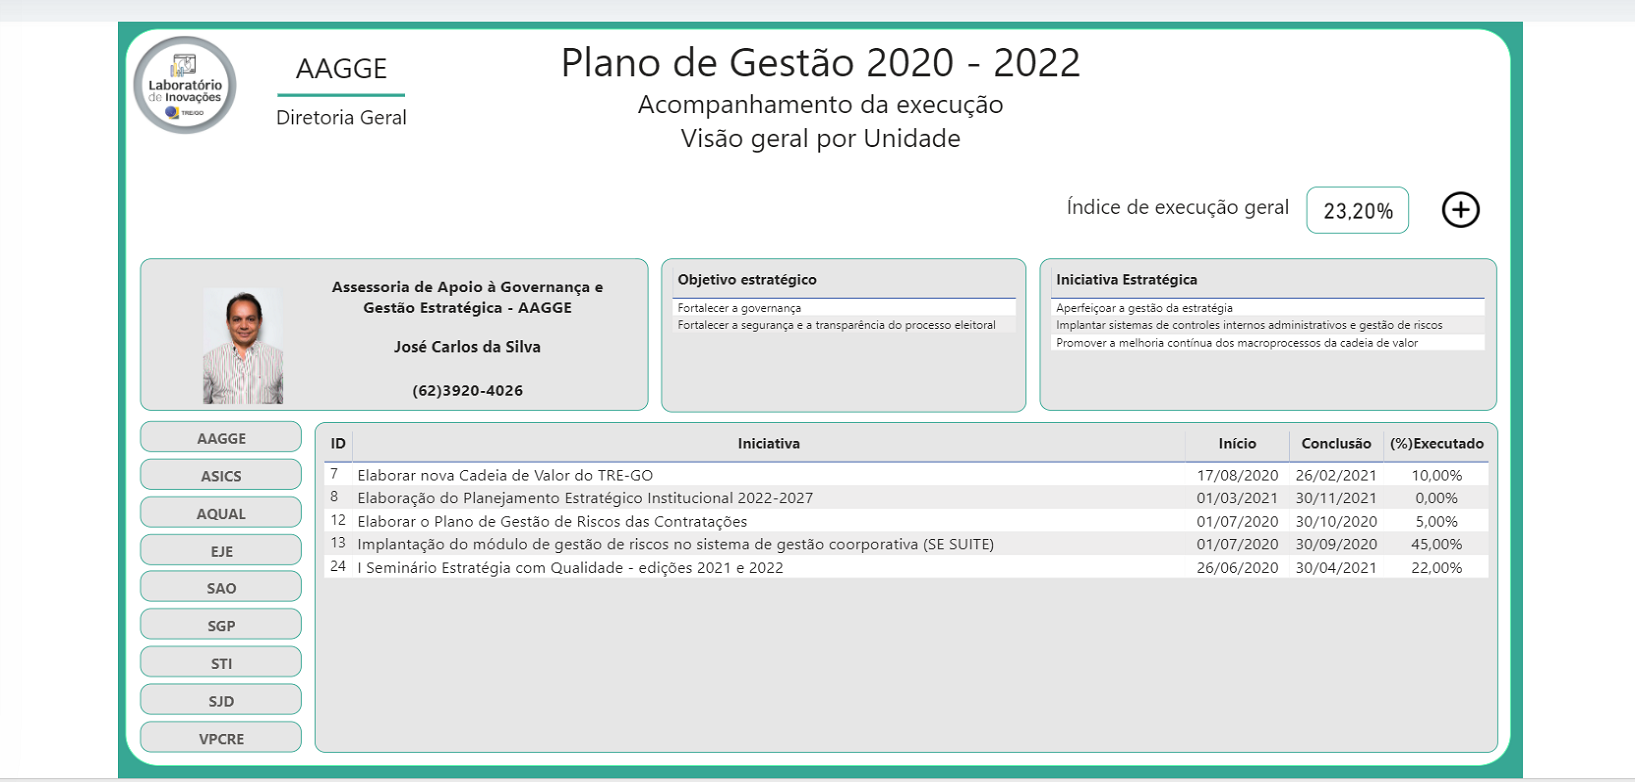 Laboratório
de Inovações
TRE/GO
AAGGE
Diretoria Geral
Plano de Gestão 2020 - 2022
Acompanhamento da execução
Visão geral por Unidade
Índice de execução geral
23,20%
Assessoria de Apoio à Governança e
Gestão Estratégica - AAGGE
José Carlos da Silva
(62)3920-4026
Objetivo estratégico
Fortalecer a governança
Fortalecer a segurança e a transparência do processo eleitoral
Iniciativa Estratégica
Aperfeiçoar a gestão da estratégia
Implantar sistemas de controles internos administrativos e gestão de riscos
Promover a melhoria contínua dos macroprocessos da cadeia de valor
AAGGE
ASICS
AQUAL
EJE
SAO
SGP
STI
SJD
VPCRE
ID Iniciativa Início Conclusão (%)Executado
7 Elaborar nova Cadeia de Valor do TRE-GO 17/08/2020 26/02/2021 10,00%
8 Elaboração do Planejamento Estratégico Institucional 2022-2027 01/03/2021 30/11/2021 0,00%
12 Elaborar o Plano de Gestão de Riscos das Contratações 01/07/2020 30/10/2020 5,00%
13 Implantação do módulo de gestão de riscos no sistema de gestão coorporativa (SE SUITE) 01/07/2020 30/09/2020 45,00%
24 I Seminário Estratégia com Qualidade - edições 2021 e 2022 26/06/2020 30/04/2021 22,00%